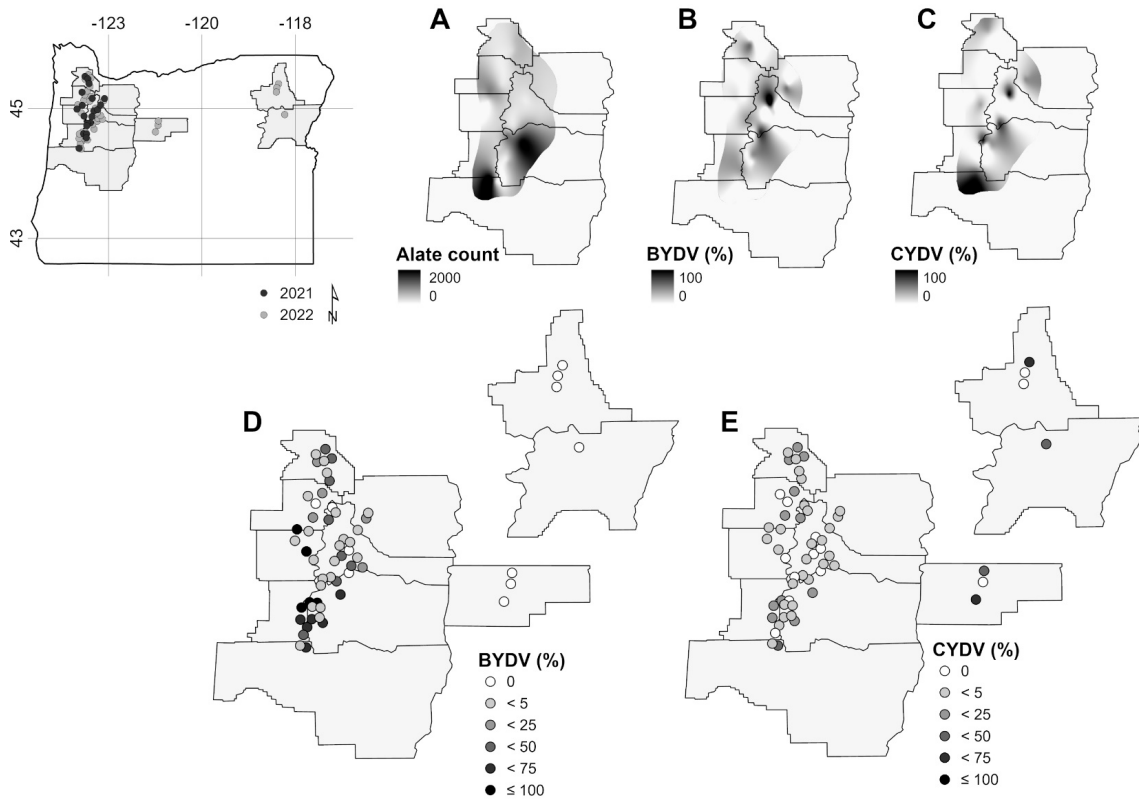 -123 -120 -118
45
43
2021
2022
N
A
B
C
Alate count
2000
0
BYDV (%)
100
0
CYDV (%)
100
0
D
E
BYDV (%)
0
< 5
< 25
< 50
< 75
≤ 100
CYDV (%)
0
< 5
< 25
< 50
< 75
≤ 100